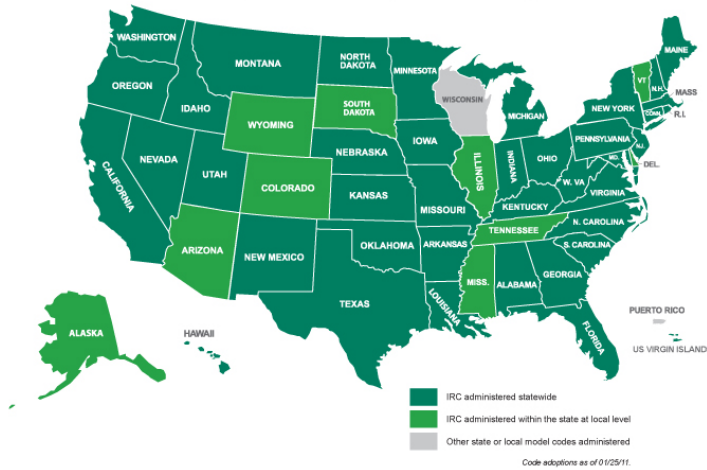 WASHINGTON
OREGON
CALIFORNIA
NEVADA
IDAHO
MONTANA
WYOMING
UTAH
COLORADO
ARIZONA
NEW MEXICO
NORTH
DAKOTA
SOUTH
DAKOTA
NEBRASKA
KANSAS
OKLAHOMA
TEXAS
MINNESOTA
IOWA
MISSOURI
ARKANSAS
LOUISIANA
WISCONSIN
ILLINOIS
MICHIGAN
INDIANA
OHIO
KENTUCKY
TENNESSEE
MISS.
ALABAMA
GEORGIA
FLORIDA
S. CAROLINA
N. CAROLINA
VIRGINIA
W. VA
MD.
DEL.
PENNSYLVANIA
N.J.
NEW YORK
CONN.
R.I.
MASS
VT
N.H.
MAINE
ALASKA
HAWAII
PUERTO RICO
US VIRGIN ISLAND
IRC administered statewide
IRC administered within the state at local level
Other state or local model codes administered
Code adoptions as of 01/25/11.